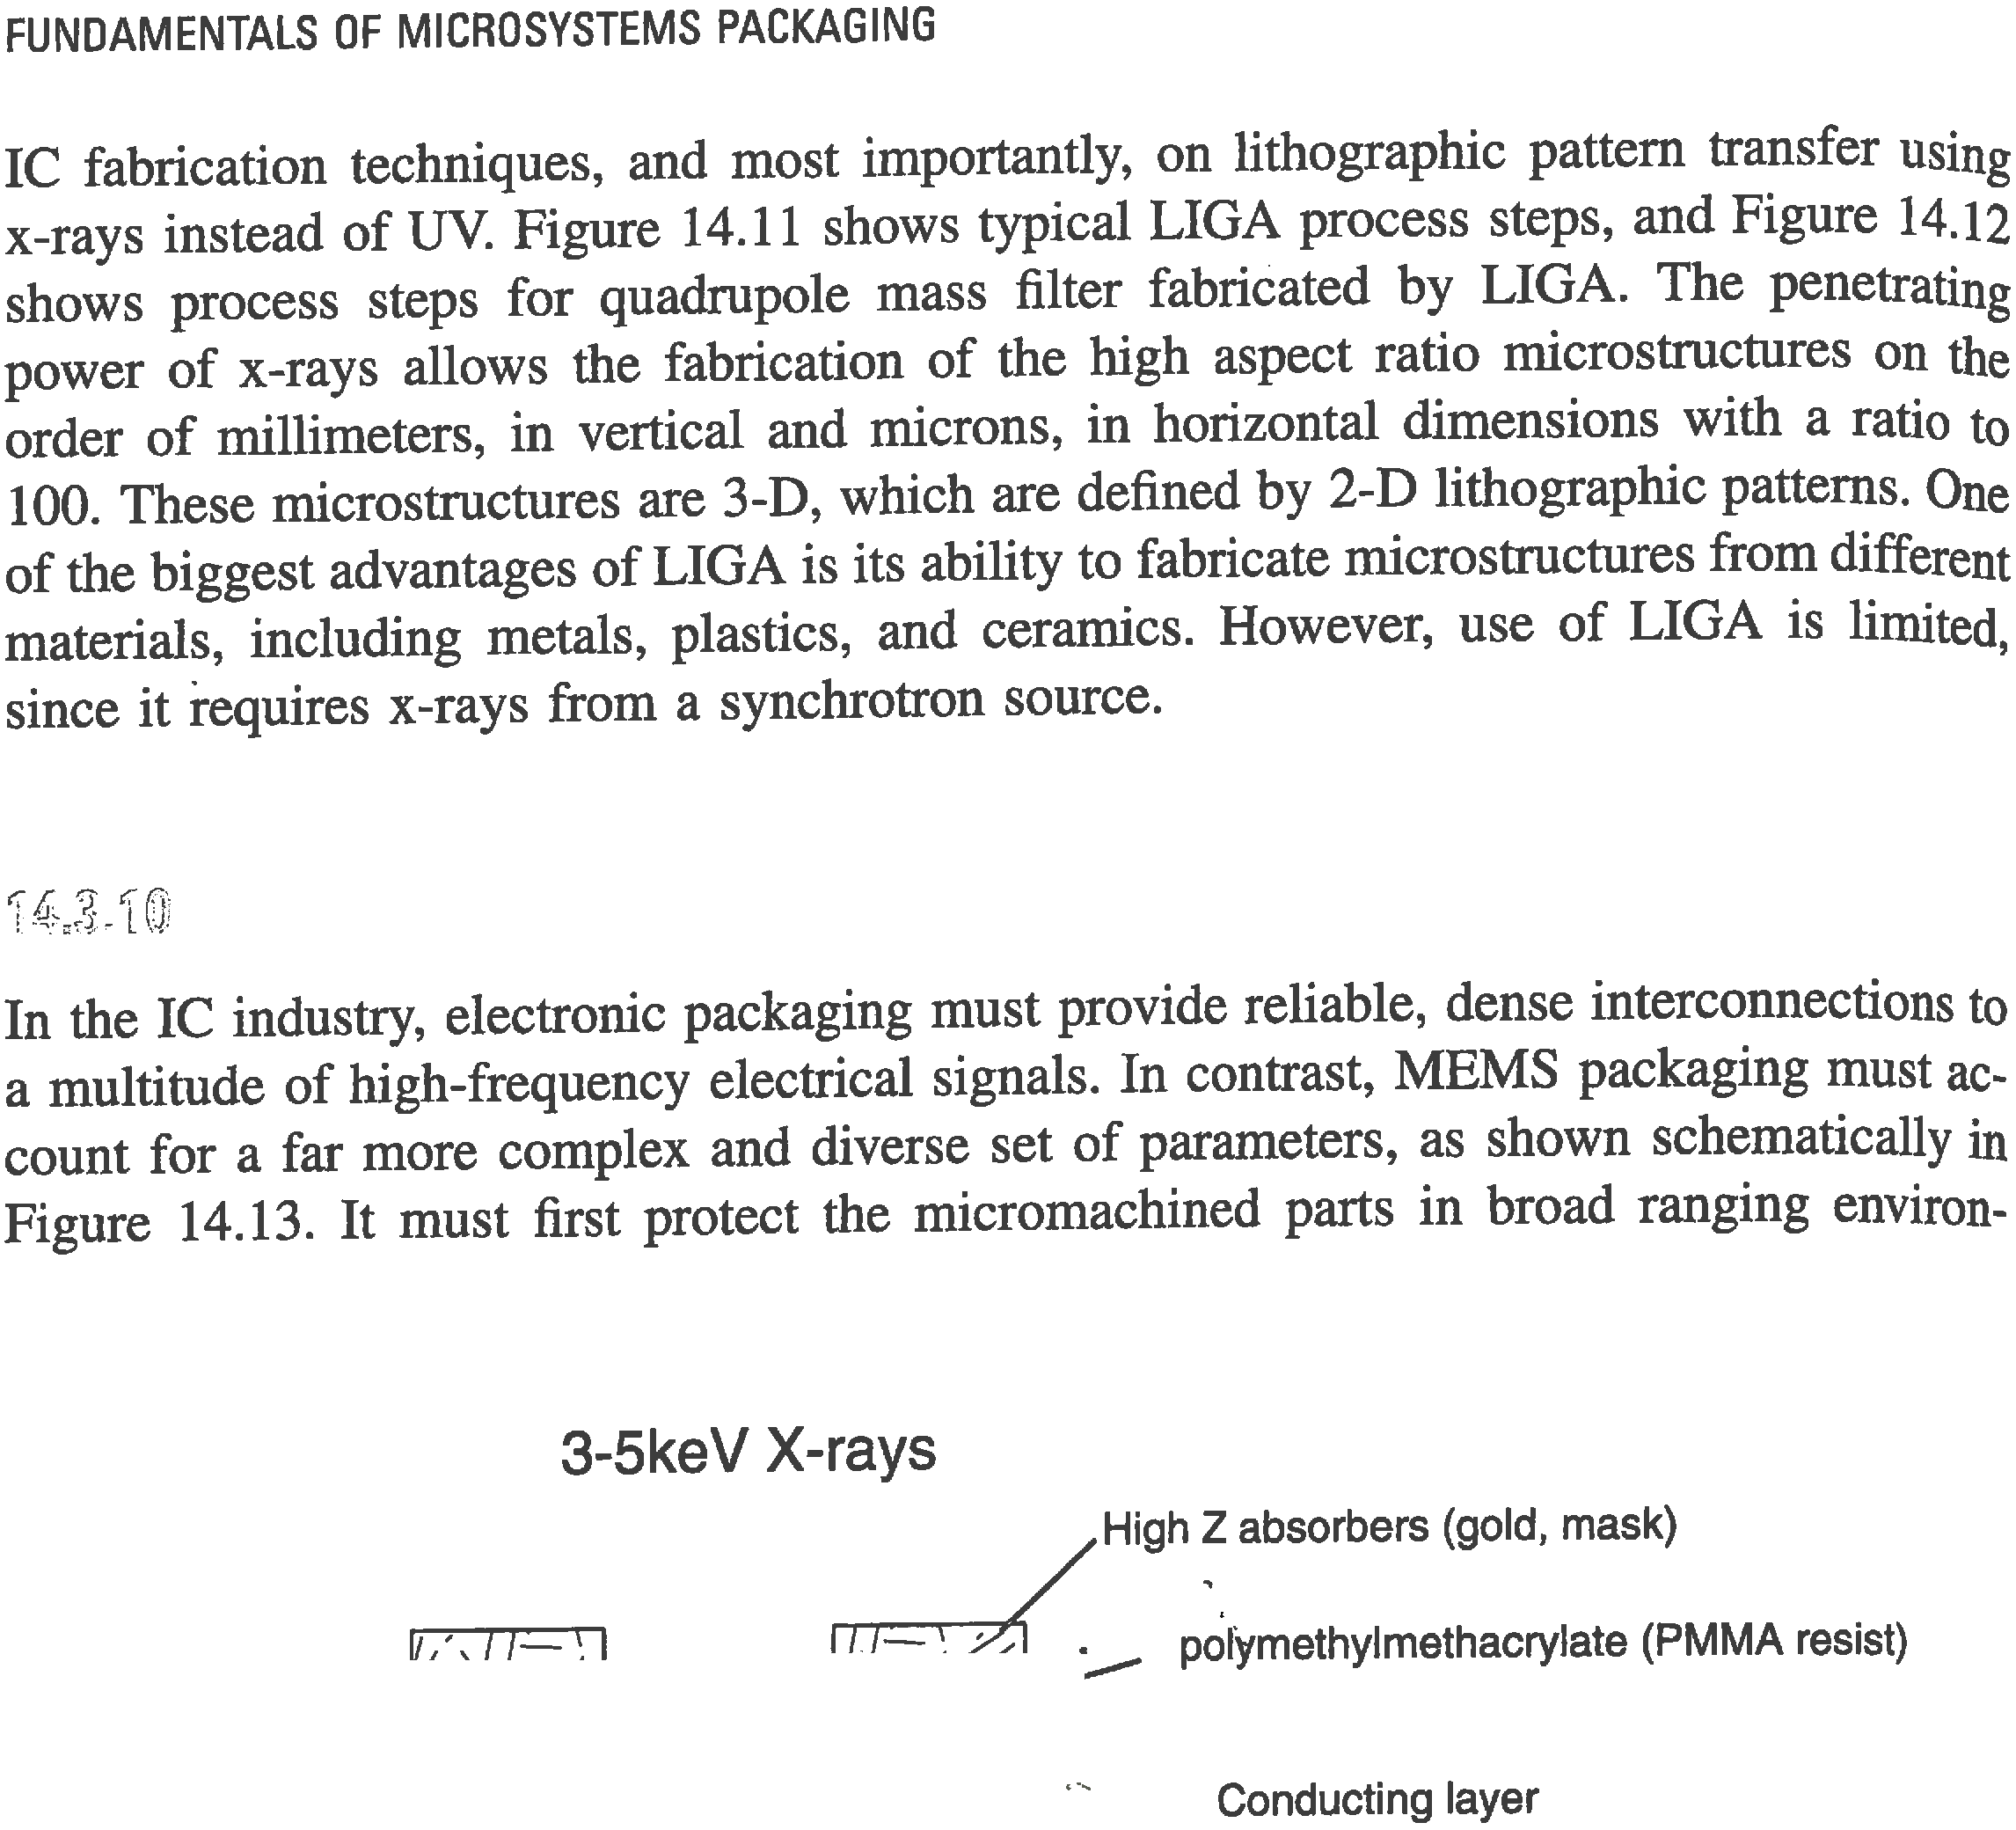 FUNDAMENTALS OF MICROSYSTEMS PACKAGING
IC fabrication techniques, and most importantly, on lithographic pattern transfer using
x-rays instead of UV. Figure 14.11 shows typical LIGA process steps, and Figure 14.12
shows process steps for quadrupole mass filter fabricated by LIGA. The penetrating
power of x-rays allows the fabrication of the high aspect ratio microstructures on the
order of millimeters, in vertical and microns, in horizontal dimensions with a ratio to
100. These microstructures are 3-D, which are defined by 2-D lithographic patterns. One
of the biggest advantages of LIGA is its ability to fabricate microstructures from different
materials, including metals, plastics, and ceramics. However, use of LIGA is limited,
since it requires x-rays from a synchrotron source.
14.3.10
In the IC industry, electronic packaging must provide reliable, dense interconnections to
a multitude of high-frequency electrical signals. In contrast, MEMS packaging must ac-
count for a far more complex and diverse set of parameters, as shown schematically in
Figure 14.13. It must first protect the micromachined parts in broad ranging environ-
3-5keV X-rays
High Z absorbers (gold, mask)
polymethylmethacrylate (PMMA resist)
Conducting layer